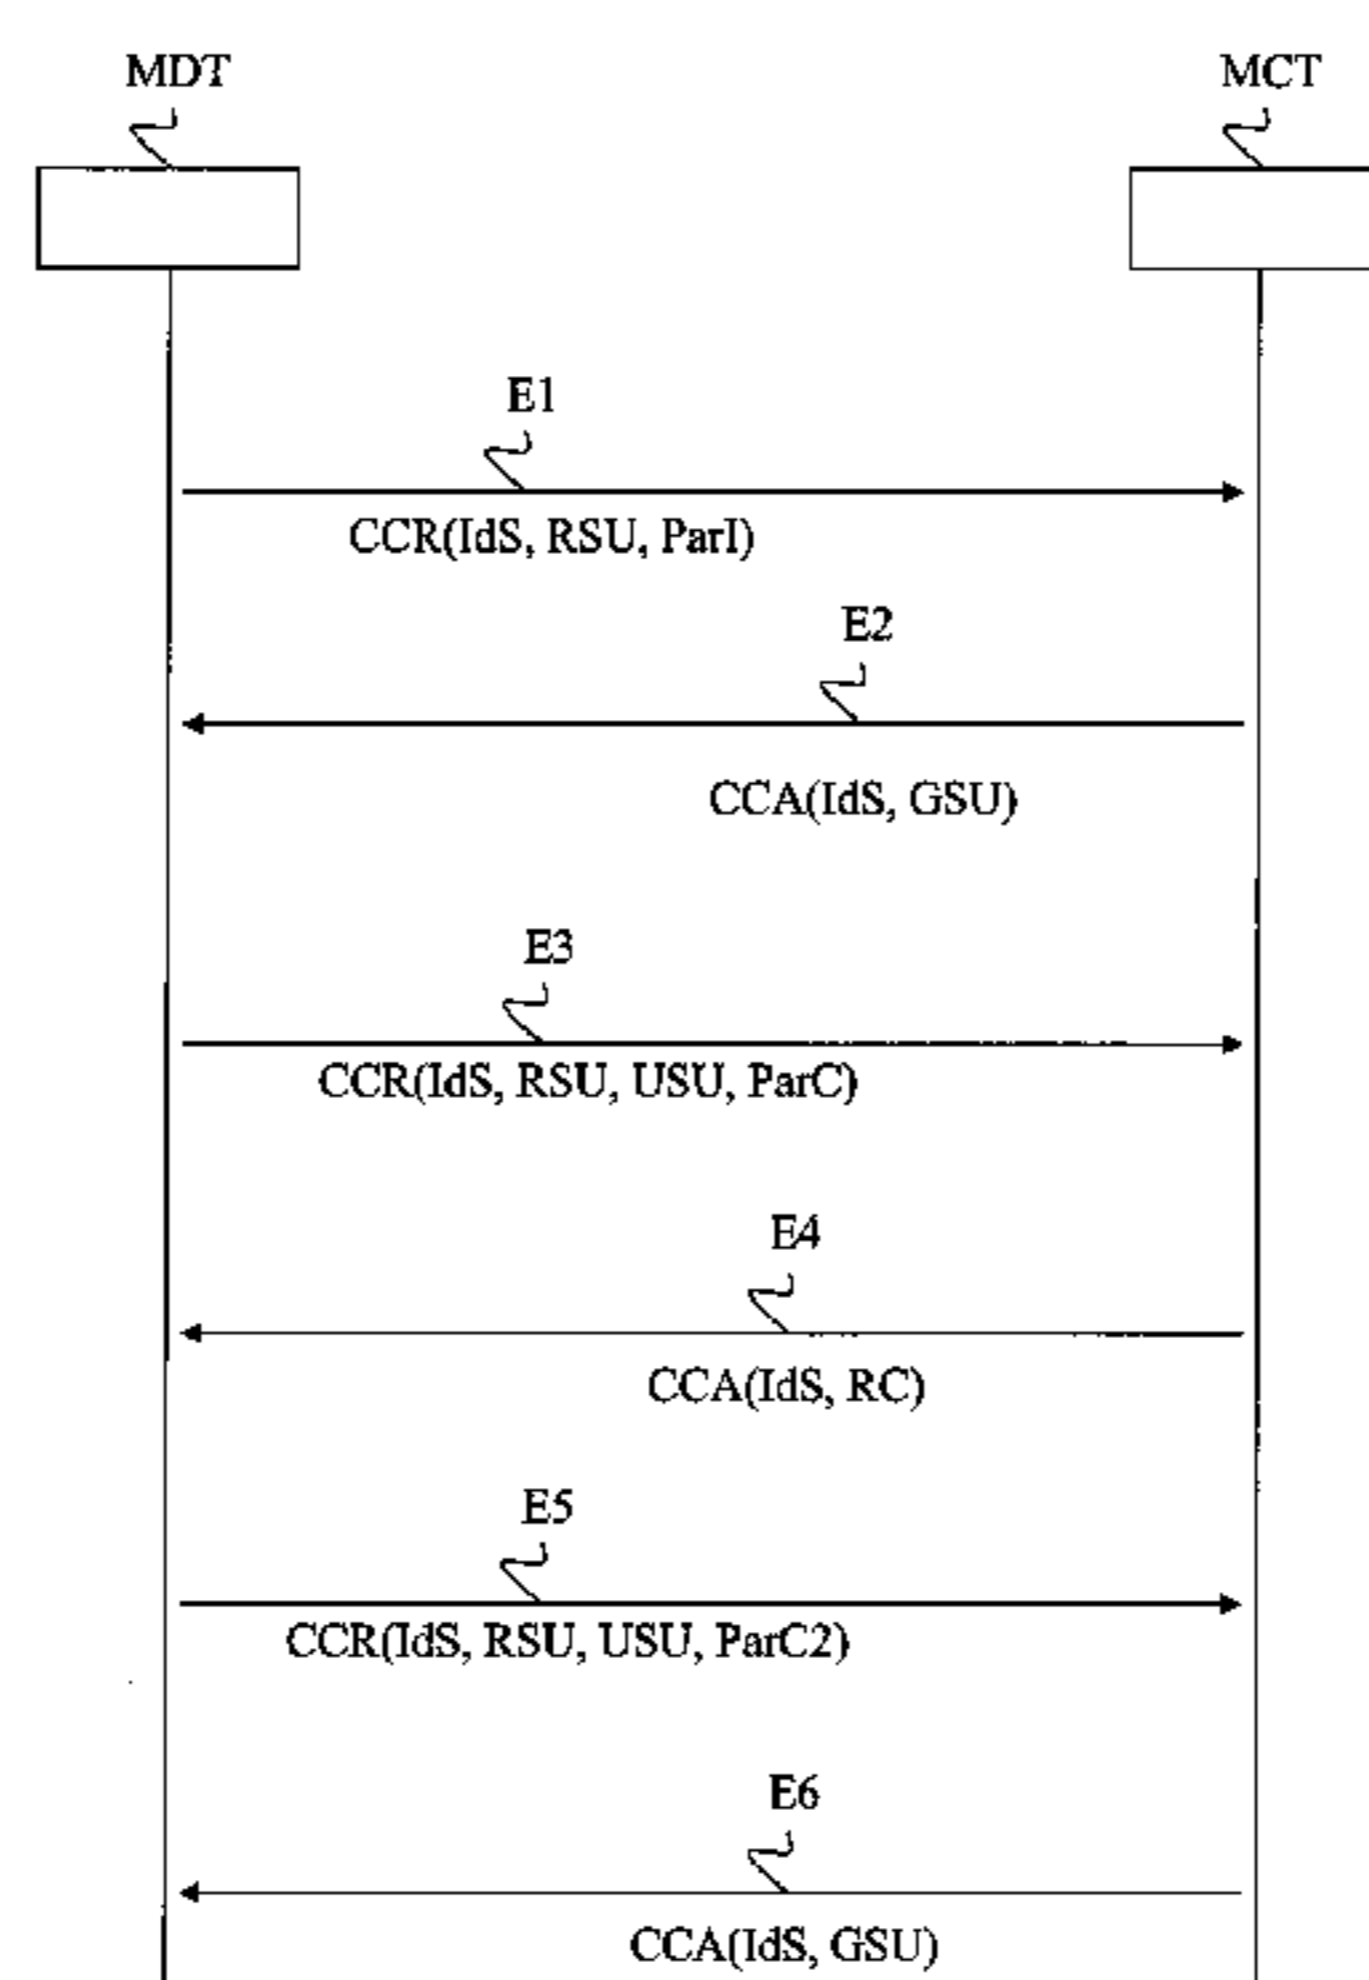 MDT
MCT
E1
CCR(IdS, RSU, ParI)
E2
CCA(IdS, GSU)
E3
CCR(IdS, RSU, USU, ParC)
E4
CCA(IdS, RC)
E5
CCR(IdS, RSU, USU, ParC2)
E6
CCA(IdS, GSU)